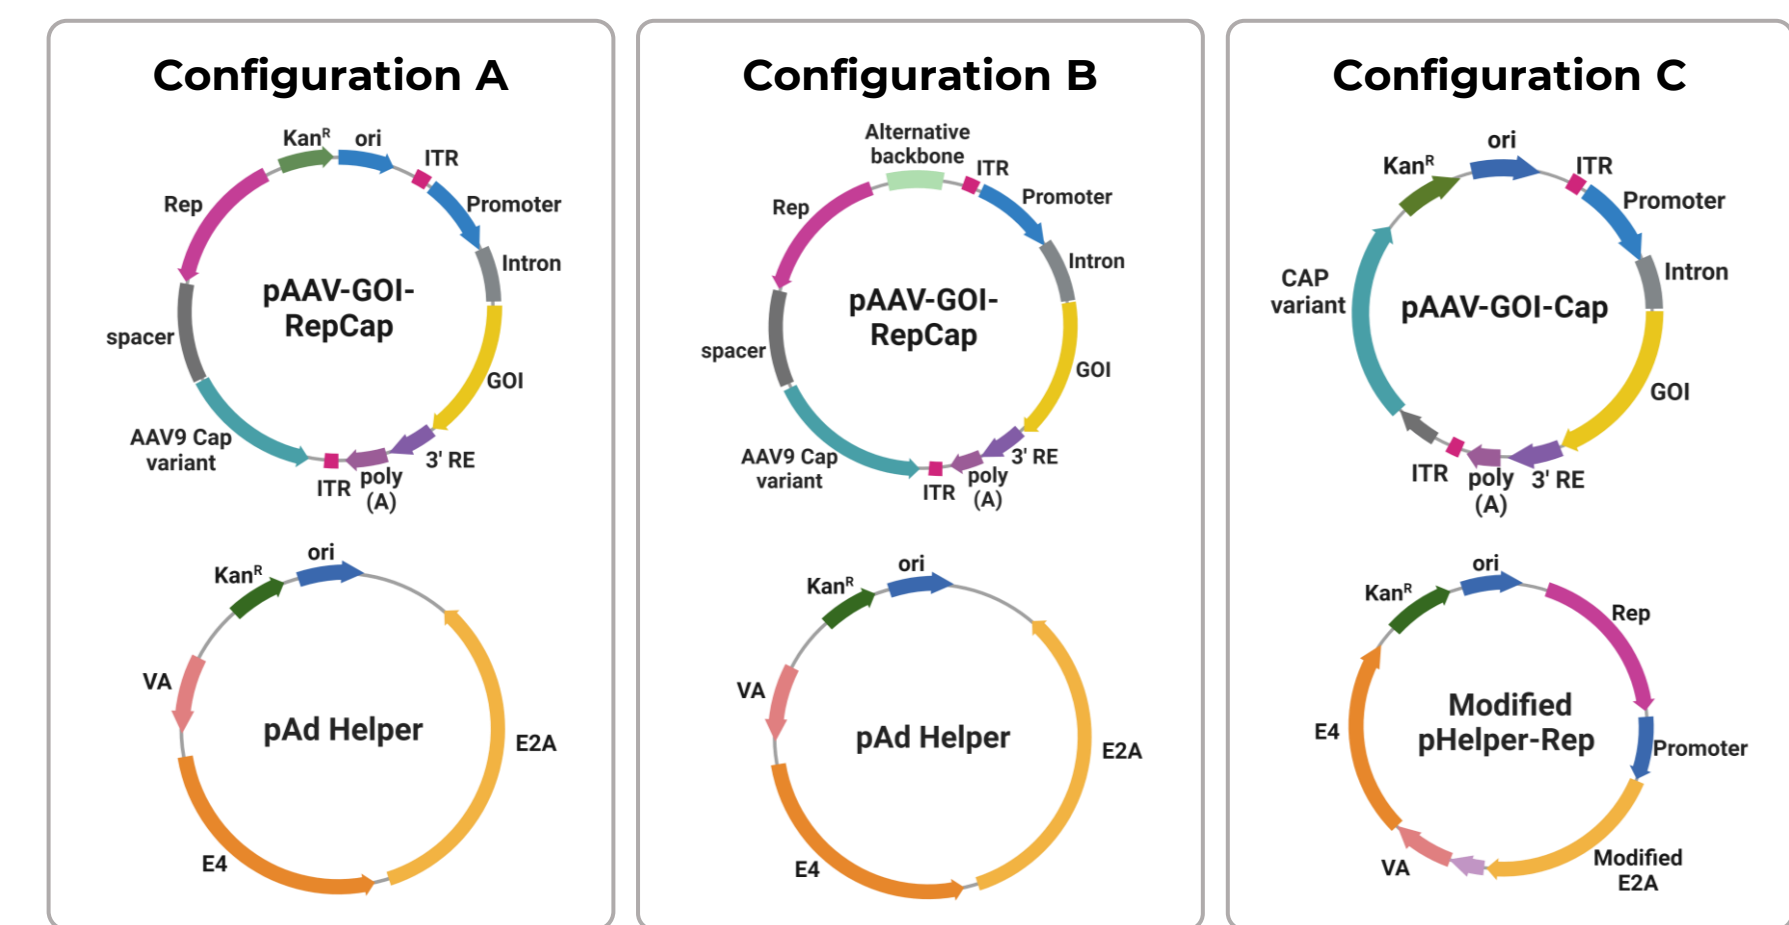 Configuration A
Kanᴿ
ori
ITR
Rep
Promoter
Intron
pAAV-GOI-
RepCap
spacer
GOI
AAV9 Cap
variant
3' RE
ITR
poly
(A)
ori
Kanᴿ
VA
pAd Helper
E2A
E4
Configuration B
Alternative
backbone
ITR
Promoter
Rep
Intron
pAAV-GOI-
RepCap
spacer
GOI
AAV9 Cap
variant
3' RE
poly
(A)
ITR
ori
Kanᴿ
VA
pAd Helper
E2A
E4
Configuration C
ori
Kanᴿ
ITR
Promoter
Intron
CAP
variant
pAAV-GOI-Cap
GOI
ITR
poly
(A)
3' RE
ori
Kanᴿ
Rep
Modified
pHelper-Rep
E4
Promoter
VA
Modified
E2A